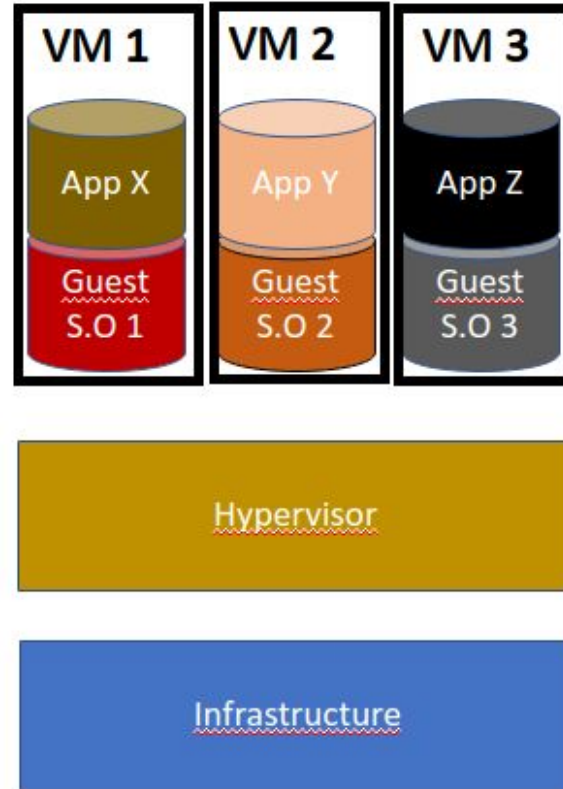 VM 1
VM 2
VM 3
App X
App Y
App Z
Guest
S.O 1
Guest
S.O 2
Guest
S.O 3
Hypervisor
Infrastructure